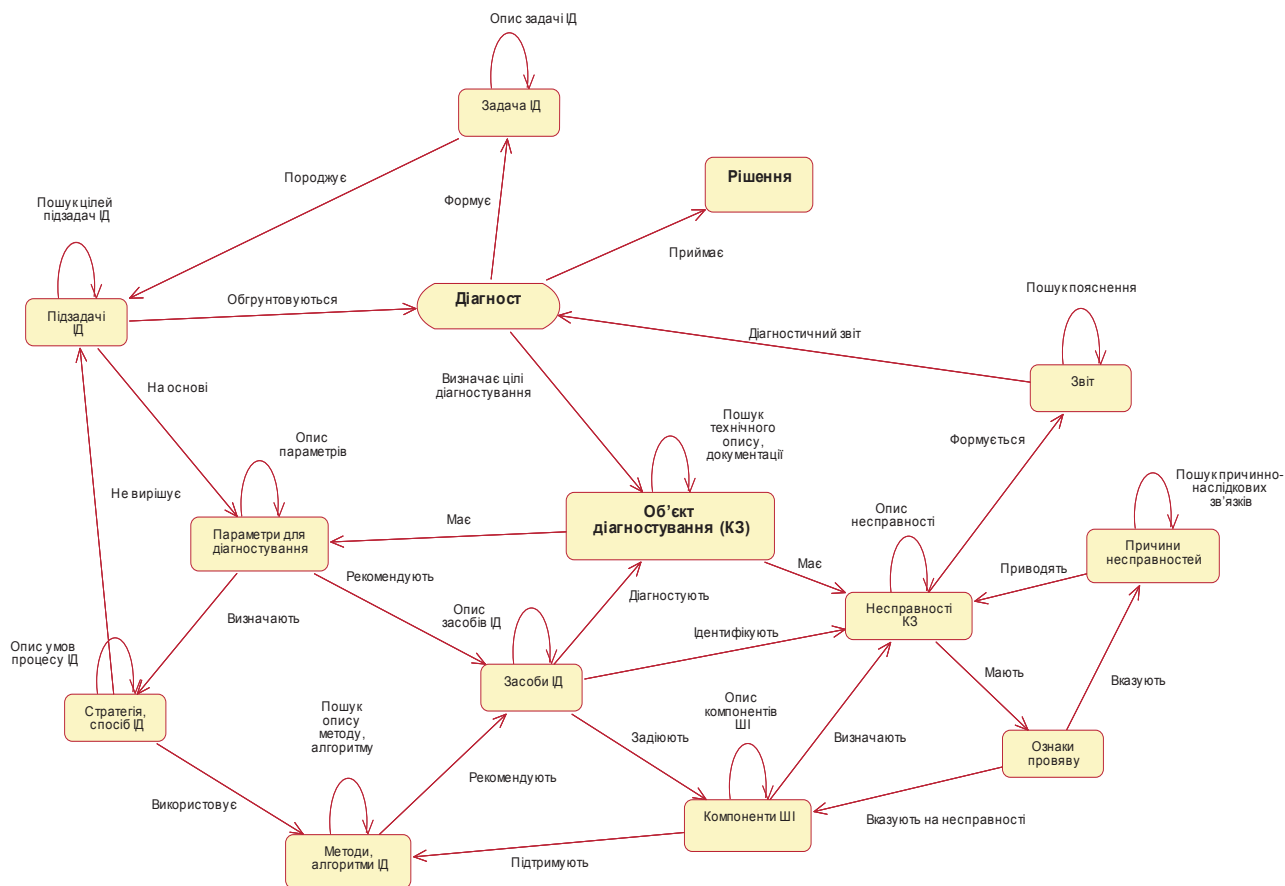 Опис задачі ІД
Задача ІД
Породжує
Формує
Рішення
Приймає
Пошук цілей
підзадач ІД
Підзадачі
ІД
Обгрунтовуються
Діагност
Пошук пояснення
Діагностичний звіт
Звіт
На основі
Визначає цілі
діагностування
Формується
Опис
параметрів
Пошук
технічного
опису,
документації
Не вирішує
Параметри для
діагностування
Має
Об’єкт
діагностування (КЗ)
Опис
несправності
Пошук причинно-
наслідкових
зв’язків
Причини
несправностей
Має
Приводять
Рекомендують
Діагностують
Несправності
КЗ
Визначають
Опис
засобів ІД
Ідентифікують
Опис умов
процесу ІД
Засоби ІД
Мають
Вказують
Стратегія,
спосіб ІД
Пошук
опису
методу,
алгоритму
Опис
компонентів
ШІ
Задіюють
Визначають
Ознаки
провяву
Рекомендують
Використовує
Компоненти ШІ
Вказують на несправності
Методи,
алгоритми ІД
Підтримують